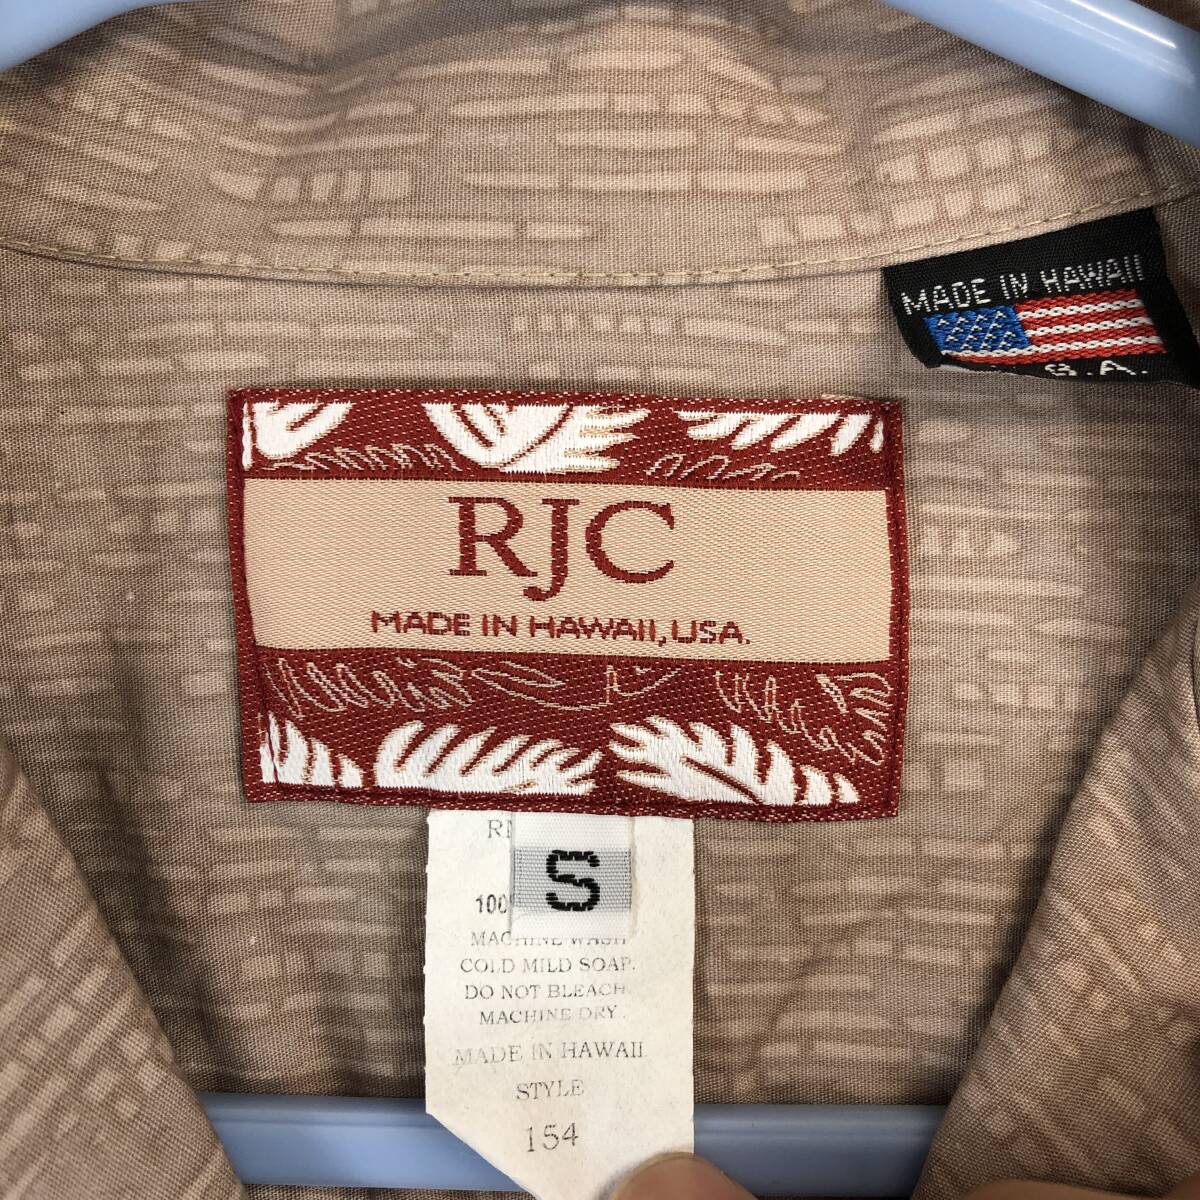 MADE IN HAWAII
RJC
MADE IN HAWAII, USA.
S
100
MACHINE WASH
COLD MILD SOAP.
DO NOT BLEACH.
MACHINE DRY.
MADE IN HAWAII
STYLE
154